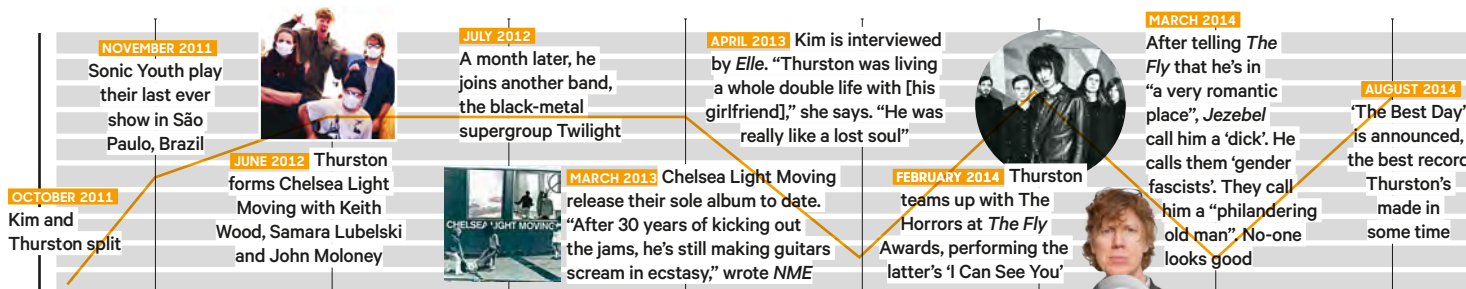 OCTOBER 2011
Kim and
Thurston split
NOVEMBER 2011
Sonic Youth play
their last ever
show in São
Paulo, Brazil
JUNE 2012 Thurston
forms Chelsea Light
Moving with Keith
Wood, Samara Lubelski
and John Moloney
JULY 2012
A month later, he
joins another band,
the black-metal
supergroup Twilight
CHELSEA LIGHT MOVING
MARCH 2013 Chelsea Light Moving
release their sole album to date.
“After 30 years of kicking out
the jams, he’s still making guitars
scream in ecstasy,” wrote NME
APRIL 2013 Kim is interviewed
by Elle. “Thurston was living
a whole double life with [his
girlfriend],” she says. “He was
really like a lost soul”
FEBRUARY 2014 Thurston
teams up with The
Horrors at The Fly
Awards, performing the
latter’s ‘I Can See You’
MARCH 2014
After telling The
Fly that he’s in
“a very romantic
place”, Jezebel
call him a ‘dick’. He
calls them ‘gender
fascists’. They call
him a “philandering
old man”. No-one
looks good
AUGUST 2014
‘The Best Day’
is announced,
the best record
Thurston’s
made in
some time